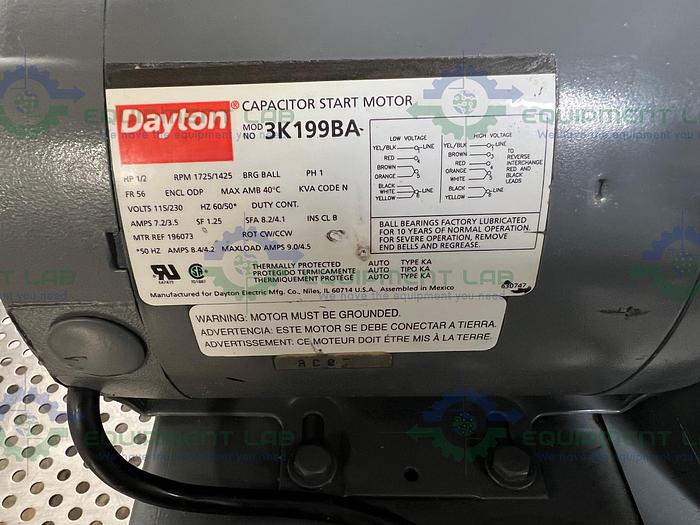 Dayton® CAPACITOR START MOTOR
MOD NO 3K199BA
HP 1/2 RPM 1725/1425 BRG BALL PH 1
FR 56 ENCL ODP MAX AMB 40°C KVA CODE N
VOLTS 115/230 HZ 60/50* DUTY CONT.
AMPS 7.2/3.5 SF 1.25 SFA 8.2/4.1 INS CL B
MTR REF 196073 ROT CW/CCW
*50 HZ AMPS 8.4/4.2 MAXLOAD AMPS 9.0/4.5
LOW VOLTAGE
YEL/BLK
LINE
RED
BROWN
ORANGE
BLK WHITE
YELLOW
LINE
HIGH VOLTAGE
YEL/BLK LINE
BROWN
RED
ORANGE
WHITE
BLK
YELLOW LINE
TO
REVERSE
INTERCHANGE
RED AND
BLACK
LEADS
BALL BEARINGS FACTORY LUBRICATED
FOR 10 YEARS OF NORMAL OPERATION.
FOR SEVERE OPERATION, REMOVE
END BELLS AND REGREASE.
THERMALLY PROTECTED AUTO TYPE KA
PROTEGIDO TERMICAMENTE AUTO TIPO KA
THERMIQUEMENT PROTÉGÉ AUTO TYPE KA
Manufactured for Dayton Electric Mfg. Co., Niles, IL 60714 U.S.A. Assembled in Mexico
WARNING: MOTOR MUST BE GROUNDED.
ADVERTENCIA: ESTE MOTOR SE DEBE CONECTAR A TIERRA.
AVERTISSEMENT: CE MOTEUR DOIT ÉTRE MIS À LA TERRE.
EQUIPMENT LAB
We have the equipment you need